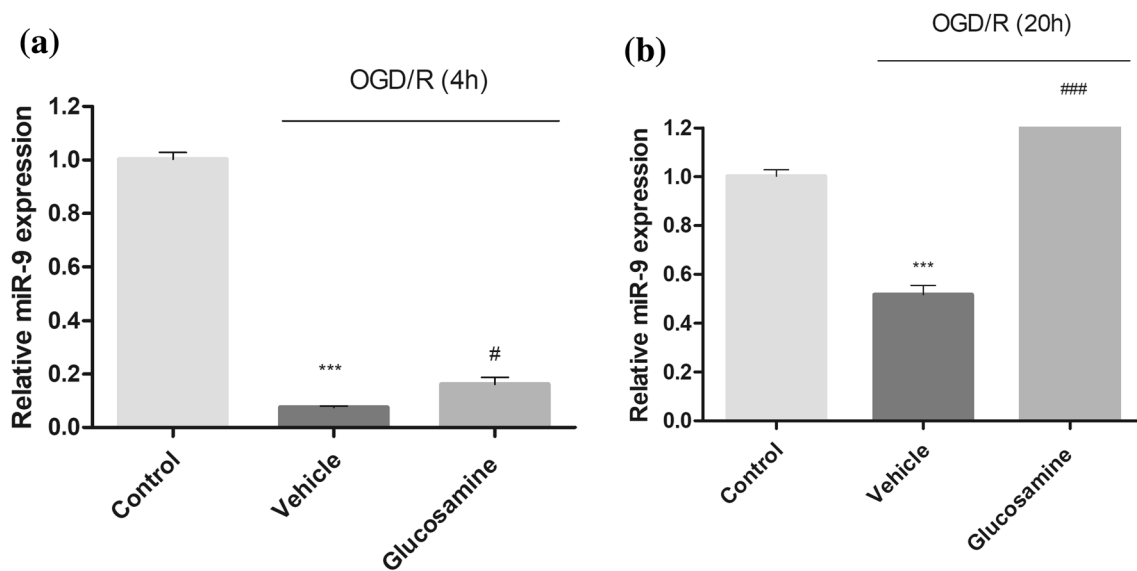 (a)
OGD/R (4h)
Relative miR-9 expression
1.2
1.0
0.8
0.6
0.4
0.2
0.0
***
#
Control
Vehicle
Glucosamine
(b)
OGD/R (20h)
###
Relative miR-9 expression
1.2
1.0
0.8
0.6
0.4
0.2
0.0
***
Control
Vehicle
Glucosamine